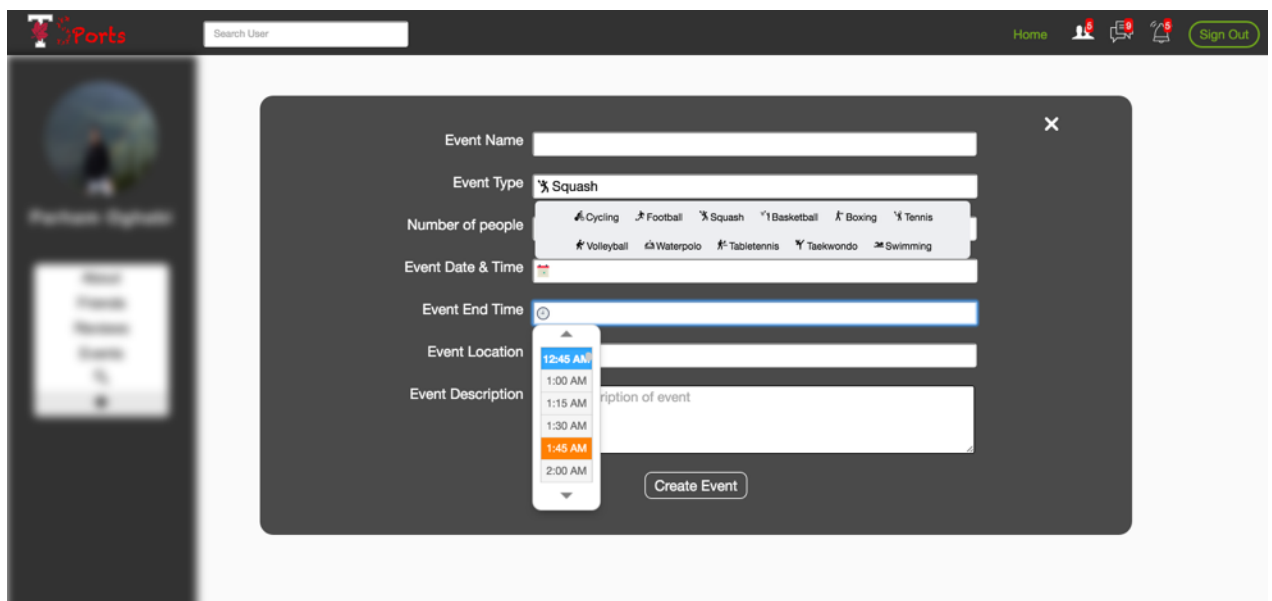 T SPorts
Search User
Home
5
9
5
Sign Out
Event Name
Event Type
Squash
Cycling Football Squash Basketball Boxing Tennis
Number of people
Volleyball Waterpolo Tabletennis Taekwondo Swimming
Event Date & Time
Event End Time
Event Location
12:45 AM
1:00 AM
Event Description
ription of event
1:15 AM
1:30 AM
1:45 AM
2:00 AM
Create Event